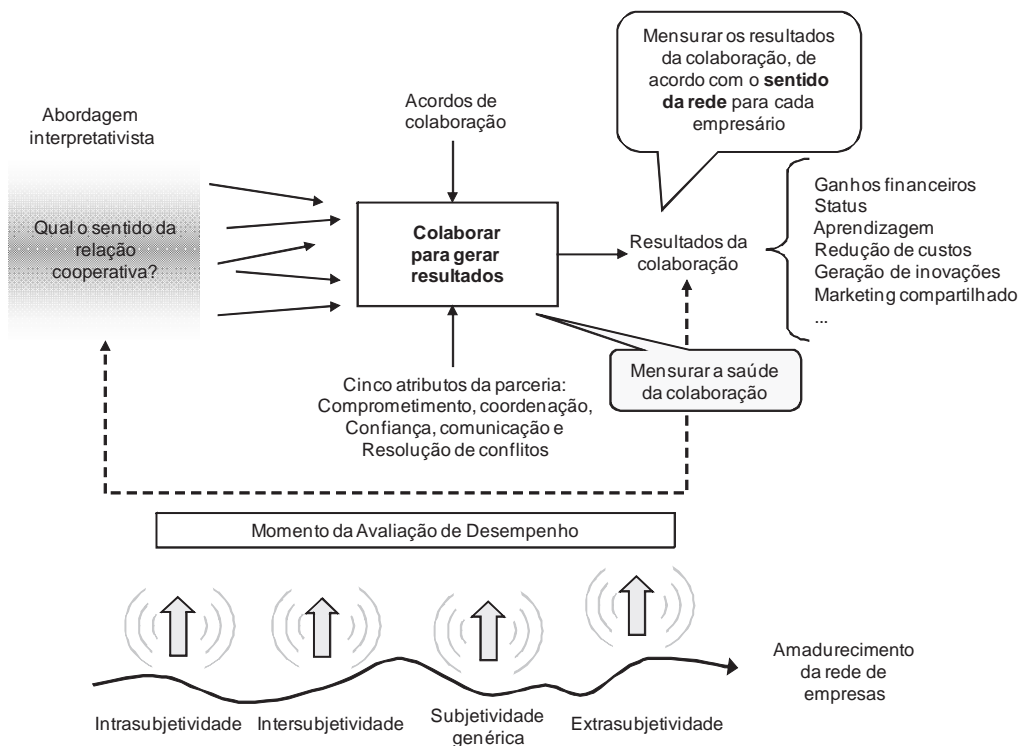 Abordagem
interpretativista
Qual o sentido da
relação
cooperativa?
Acordos de
colaboração
Colaborar
para gerar
resultados
Cinco atributos da parceria:
Comprometimento, coordenação,
Confiança, comunicação e
Resolução de conflitos
Mensurar os resultados
da colaboração, de
acordo com o sentido
da rede para cada
empresário
Resultados da
colaboração
Ganhos financeiros
Status
Aprendizagem
Redução de custos
Geração de inovações
Marketing compartilhado
...
Mensurar a saúde
da colaboração
Momento da Avaliação de Desempenho
Intrasubjetividade
Intersubjetividade
Subjetividade
genérica
Extrasubjetividade
Amadurecimento
da rede de
empresas